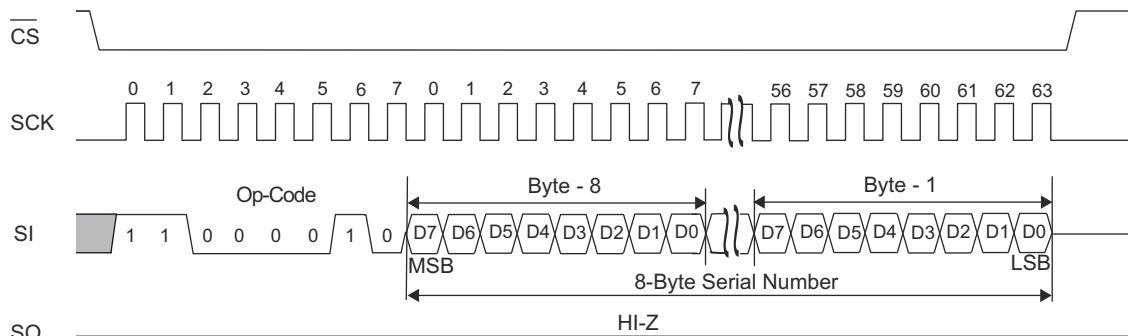 CS
0 1 2 3 4 5 6 7 0 1 2 3 4 5 6 7 56 57 58 59 60 61 62 63
SCK
Op-Code Byte - 8 Byte - 1
SI 1 1 0 0 0 0 1 0 D7 D6 D5 D4 D3 D2 D1 D0 D7 D6 D5 D4 D3 D2 D1 D0
MSB LSB
8-Byte Serial Number
HI-Z
SO